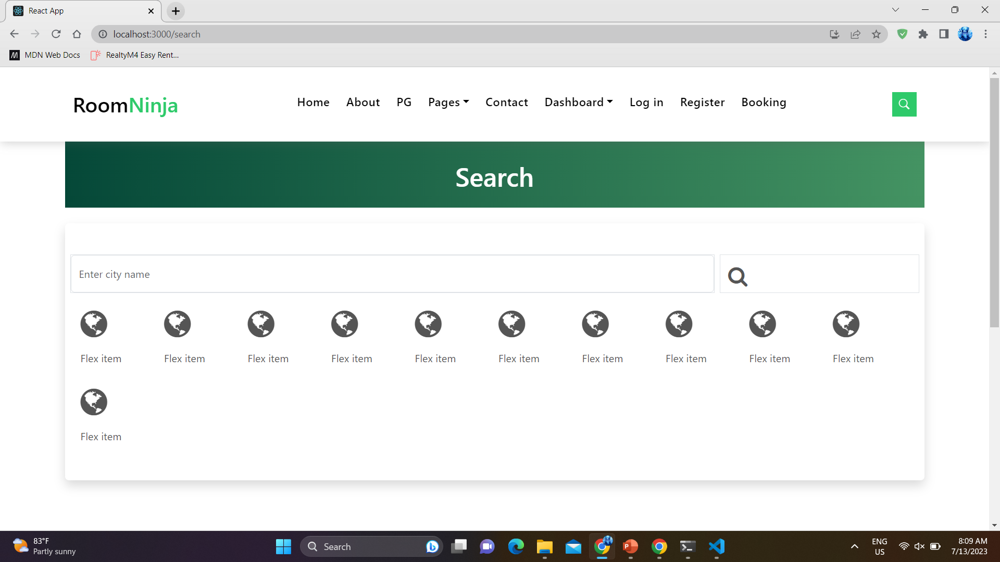 React App
localhost:3000/search
MDN Web Docs
RealtyM4 Easy Rent...
RoomNinja
Home About PG Pages Contact Dashboard Log in Register Booking
Search
Enter city name
Flex item Flex item Flex item Flex item Flex item Flex item Flex item Flex item Flex item Flex item
Flex item
83°F
Partly sunny
Search
ENG
US
8:09 AM
7/13/2023